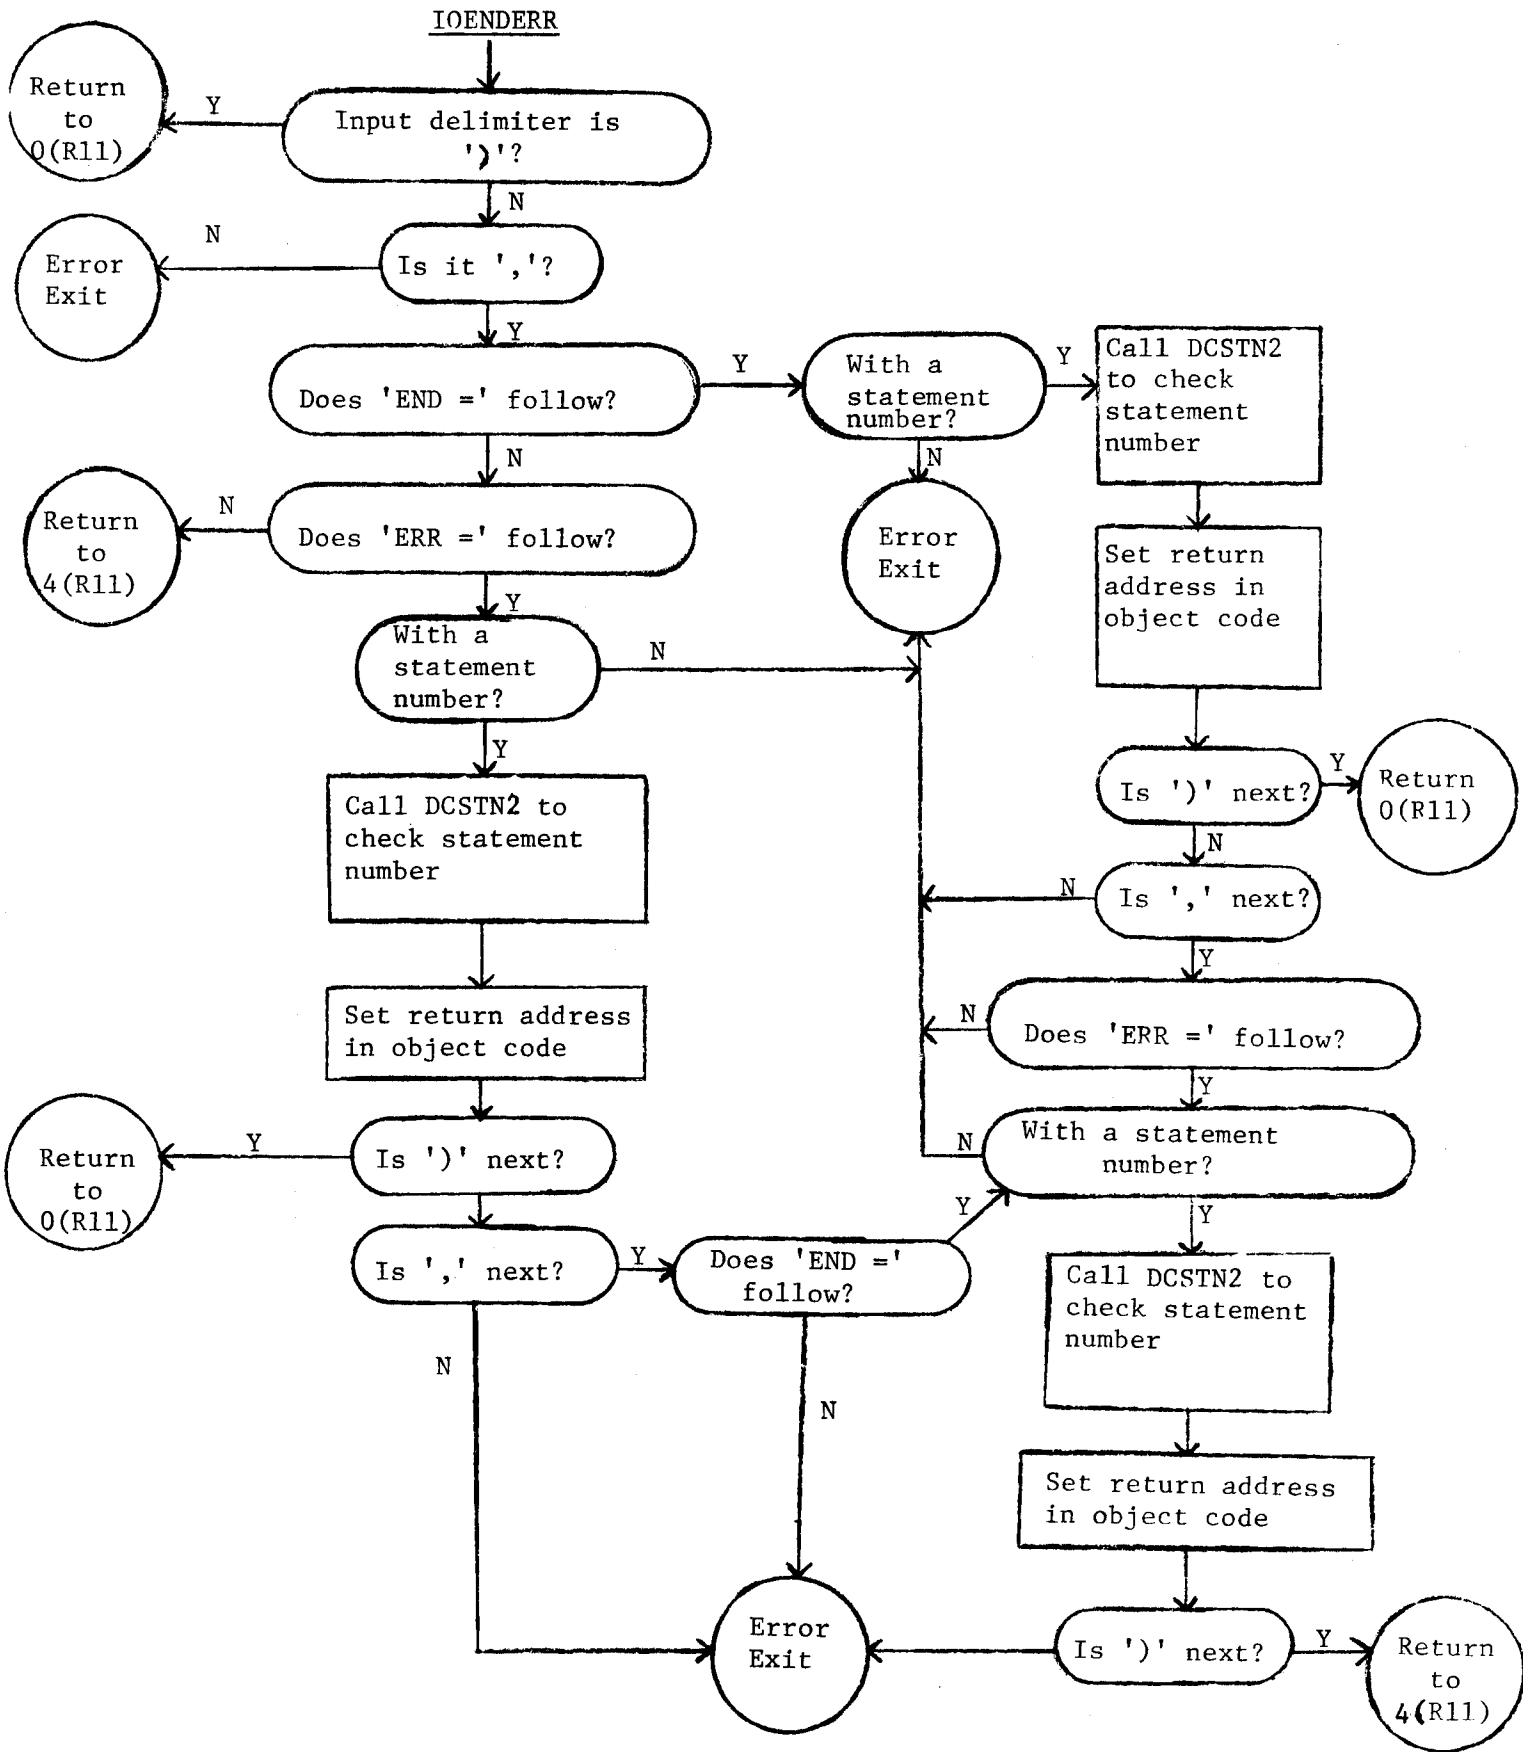 IOENDERR
Return
to
0(R11)
Y
Input delimiter is
')'?
N
Error
Exit
N
Is it ','?
Y
Does 'END =' follow?
Y
With a
statement
number?
Y
Call DCSTN2
to check
statement
number
N
N
Return
to
4(R11)
N
Does 'ERR =' follow?
Y
Error
Exit
Set return
address in
object code
With a
statement
number?
N
Y
Is ')' next?
Y
Return
0(R11)
N
Call DCSTN2 to
check statement
number
N
Is ',' next?
Y
Set return address
in object code
N
Does 'ERR =' follow?
Y
Return
to
0(R11)
Y
Is ')' next?
N
With a statement
number?
Y
Is ',' next?
Y
Does 'END ='
follow?
Y
N
N
Call DCSTN2 to
check statement
number
Set return address
in object code
Error
Exit
Is ')' next?
Y
Return
to
4(R11)